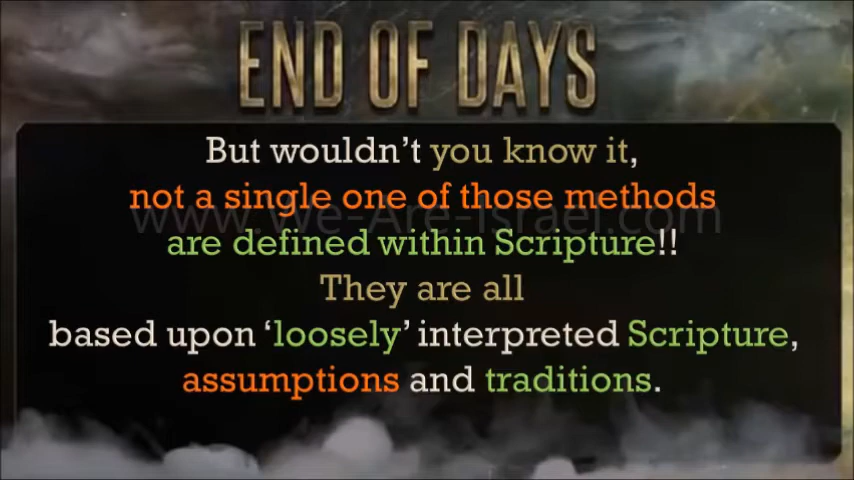 END OF DAYS
But wouldn't you know it,
not a single one of those methods
www.We-Are-Israel.com
are defined within Scripture!!
They are all
based upon ‘loosely’ interpreted Scripture,
assumptions and traditions.